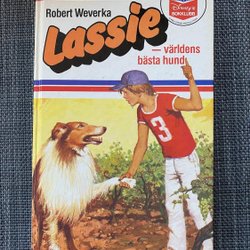 Robert Weverka
Disney's
BOKKLUBB
Lassie
— världens
bästa hund
3